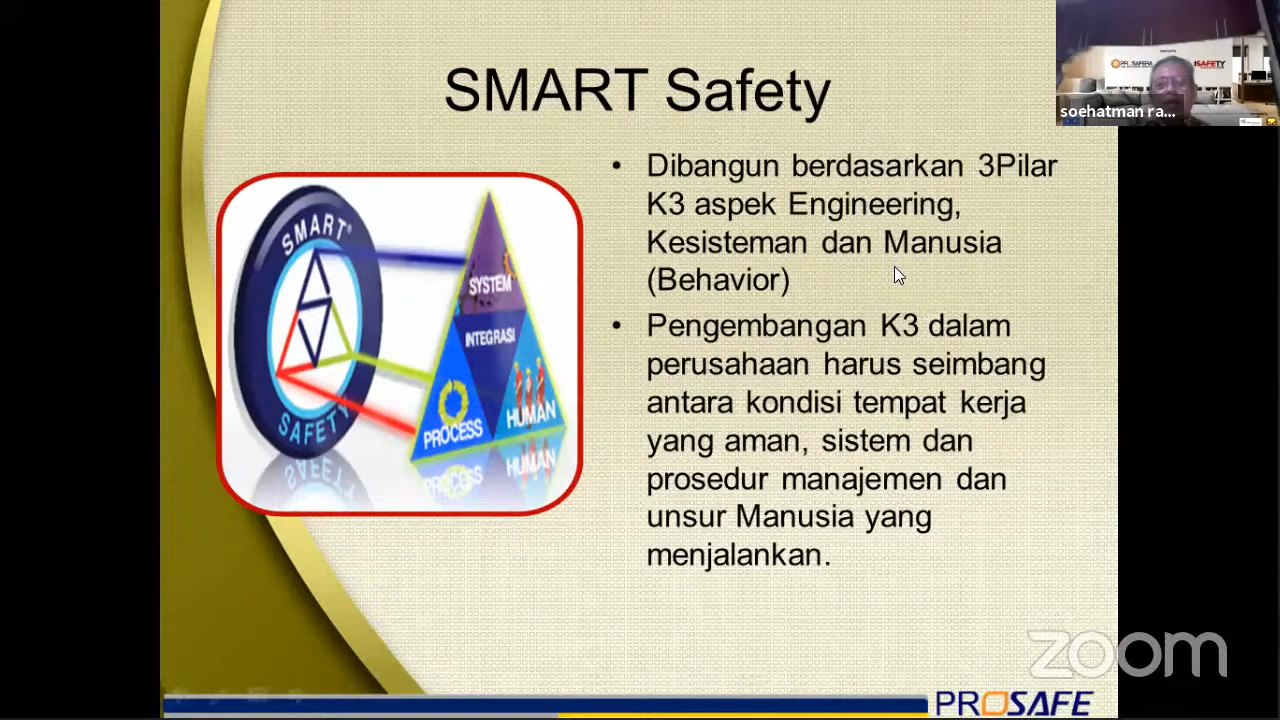 SMART Safety
soehatman ra...
• Dibangun berdasarkan 3Pilar
K3 aspek Engineering,
Kesisteman dan Manusia
(Behavior)
• Pengembangan K3 dalam
perusahaan harus seimbang
antara kondisi tempat kerja
yang aman, sistem dan
prosedur manajemen dan
unsur Manusia yang
menjalankan.
SMART®
SAFETY
SYSTEM
INTEGRASI
PROCESS
HUMAN
zoom
PROSAFE